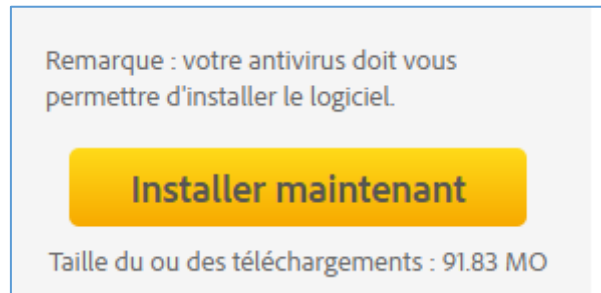 Remarque : votre antivirus doit vous
permettre d'installer le logiciel.
Installer maintenant
Taille du ou des téléchargements : 91.83 MO